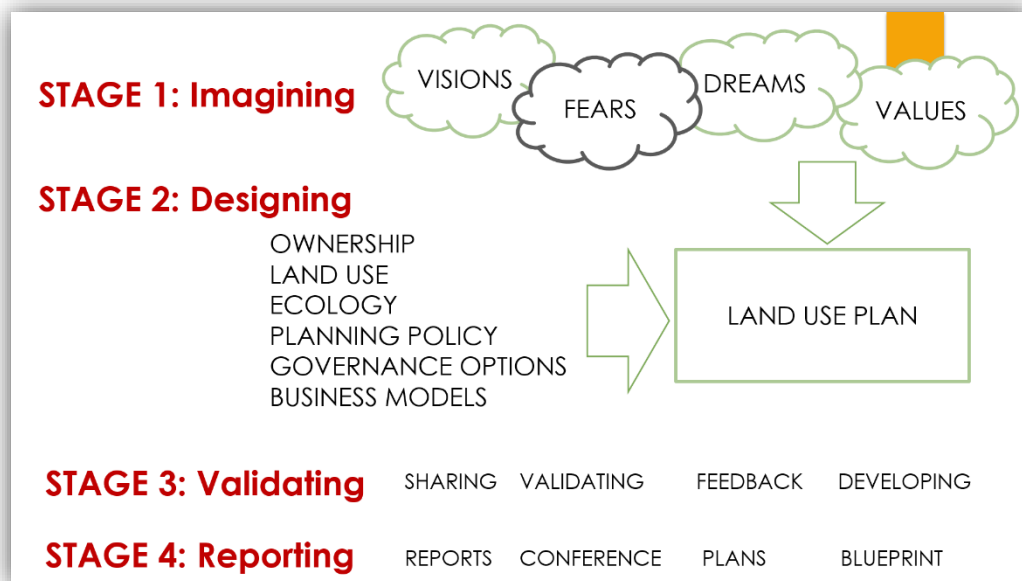 STAGE 1: Imagining
VISIONS
FEARS
DREAMS
VALUES
STAGE 2: Designing
OWNERSHIP
LAND USE
ECOLOGY
PLANNING POLICY
GOVERNANCE OPTIONS
BUSINESS MODELS
LAND USE PLAN
STAGE 3: Validating SHARING VALIDATING FEEDBACK DEVELOPING
STAGE 4: Reporting REPORTS CONFERENCE PLANS BLUEPRINT